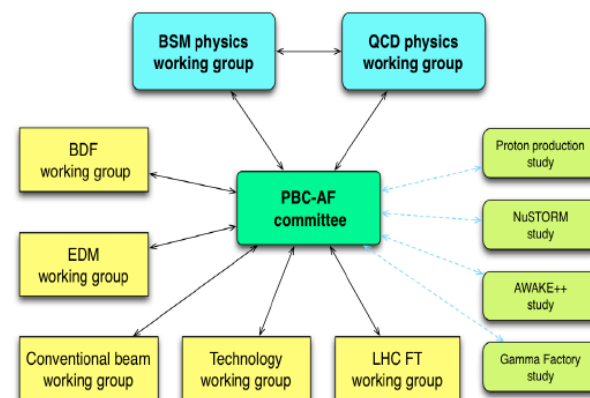 BSM physics
working group
QCD physics
working group
BDF
working group
PBC-AF
committee
Proton production
study
NuSTORM
study
EDM
working group
AWAKE++
study
Conventional beam
working group
Technology
working group
LHC FT
working group
Gamma Factory
study